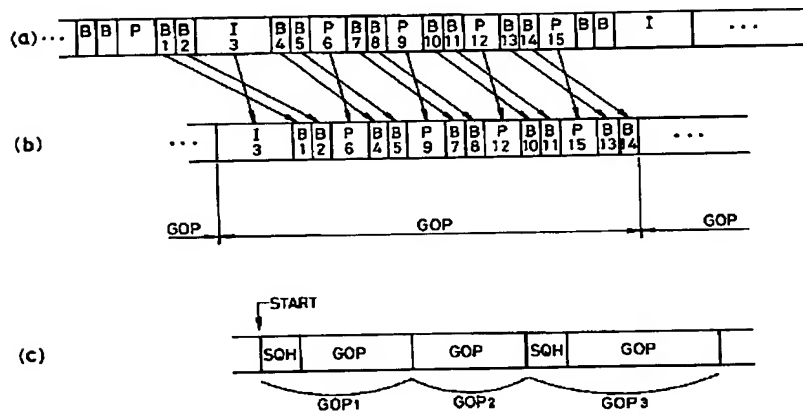 (a)··· B B P B B I B B P B B P B B P B B P B B I ···
1 2 3 4 5 6 7 8 9 10 11 12 13 14 15
(b) ··· I B B P B B P B B P B B P B B ···
3 1 2 6 4 5 9 7 8 12 10 11 15 13 14
GOP GOP GOP
START
(c) SQH GOP GOP SQH GOP
GOP1 GOP2 GOP3